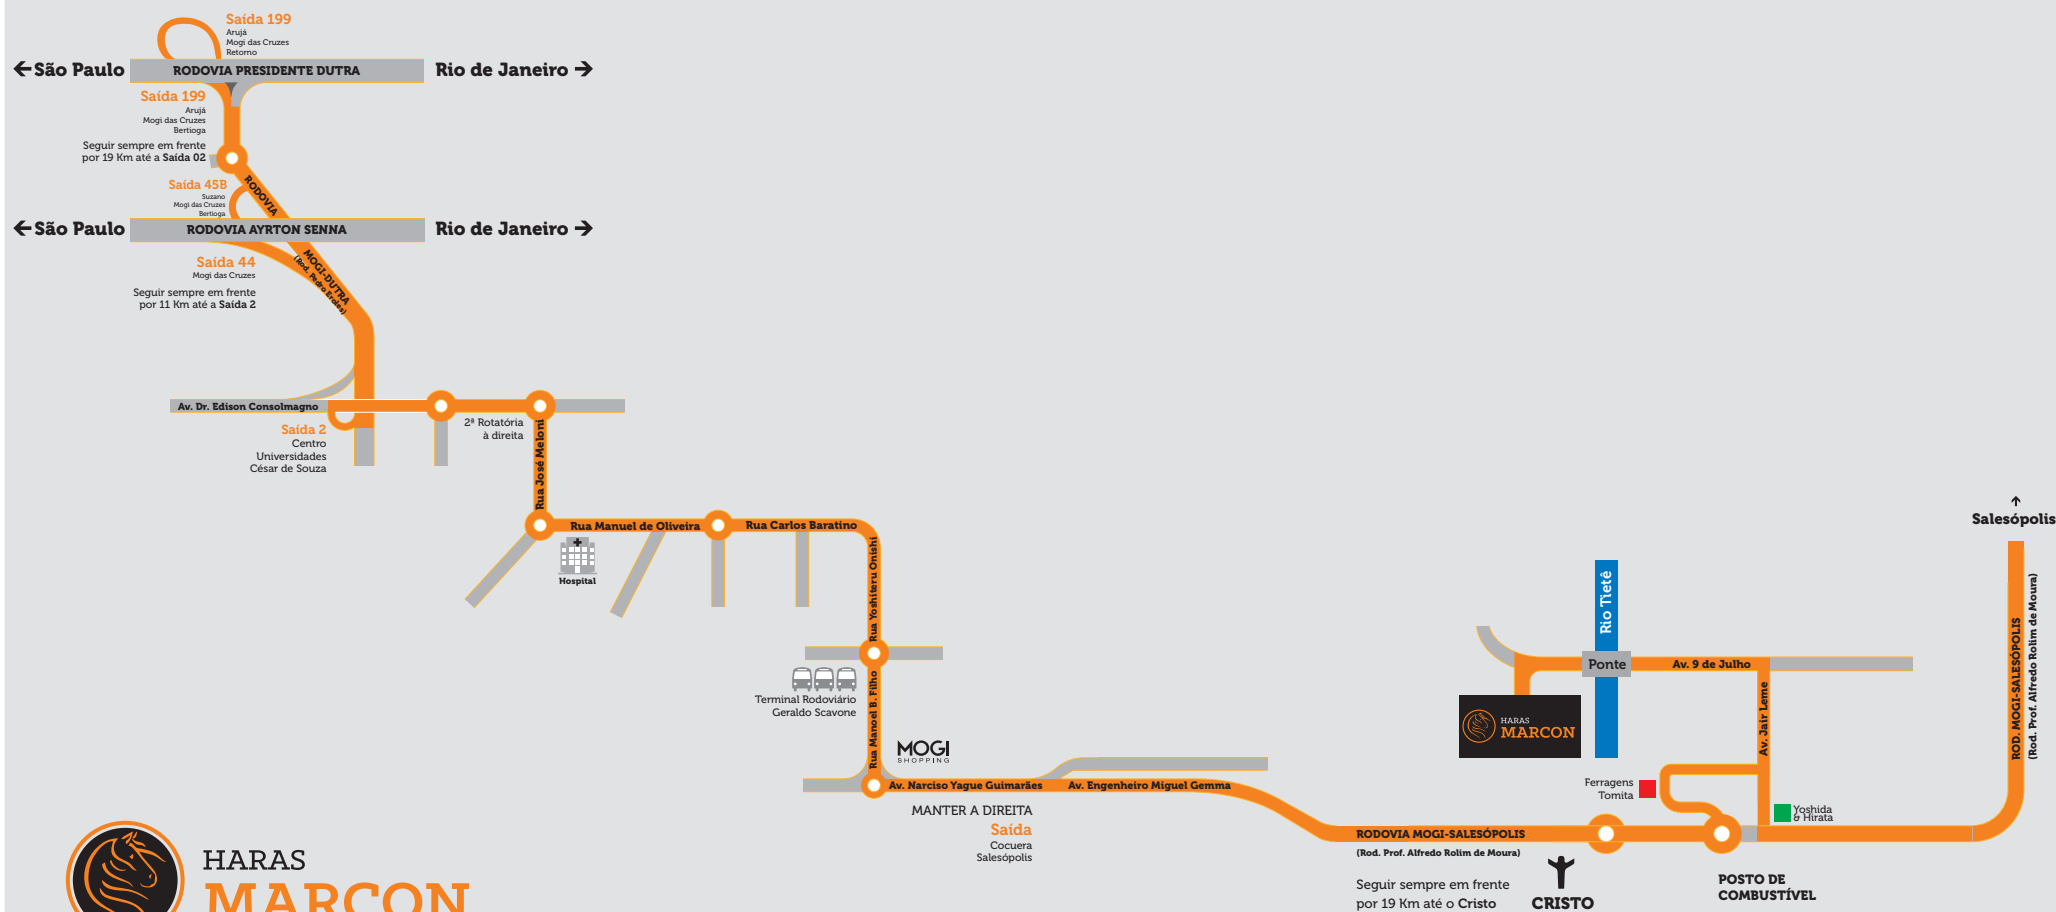 Saída 199
Arujá
Mogi das Cruzes
Retorno
←São Paulo
RODOVIA PRESIDENTE DUTRA
Rio de Janeiro →
Saída 199
Arujá
Mogi das Cruzes
Bertioga
Seguir sempre em frente
por 19 Km até a Saída 02
Saída 45B
Suzano
Mogi das Cruzes
Bertioga
RODOVIA
←São Paulo
RODOVIA AYRTON SENNA
Rio de Janeiro →
MOGI-DUTRA
(Rod. Pedro Eroles)
Saída 44
Mogi das Cruzes
Seguir sempre em frente
por 11 Km até a Saída 2
Av. Dr. Edison Consolmagno
Saída 2
Centro
Universidades
César de Souza
2ª Rotatória
à direita
Rua José Meloni
Rua Manuel de Oliveira
Rua Carlos Baratino
Hospital
Rua Yoshiteru Onishi
Terminal Rodoviário
Geraldo Scavone
Rua Manoel B. Filho
MOGI
SHOPPING
Av. Narciso Yague Guimarães
Av. Engenheiro Miguel Gemma
MANTER A DIREITA
Saída
Cocuera
Salesópolis
RODOVIA MOGI-SALESÓPOLIS
(Rod. Prof. Alfredo Rolim de Moura)
Seguir sempre em frente
por 19 Km até o Cristo
CRISTO
POSTO DE
COMBUSTÍVEL
Yoshida
& Hirata
Ferragens
Tomita
Av. Jair Leme
Av. 9 de Julho
Ponte
Rio Tietê
HARAS
MARCON
↑
Salesópolis
ROD. MOGI-SALESÓPOLIS
(Rod. Prof. Alfredo Rolim de Moura)
HARAS
MARCON